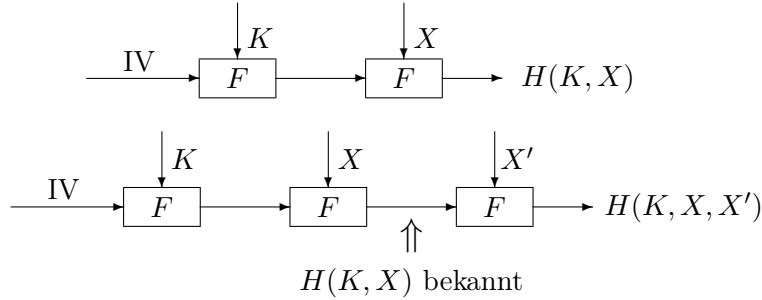 K X
IV F F H(K, X)
K X X′
IV F F F H(K, X, X′)
⇑
H(K, X) bekannt